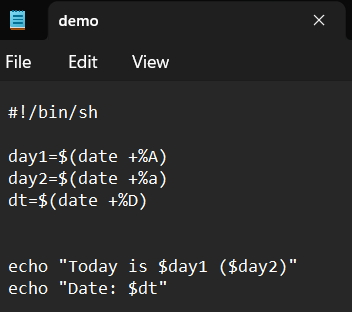 demo
File Edit View
#!/bin/sh
day1=$(date +%A)
day2=$(date +%a)
dt=$(date +%D)
echo "Today is $day1 ($day2)"
echo "Date: $dt"